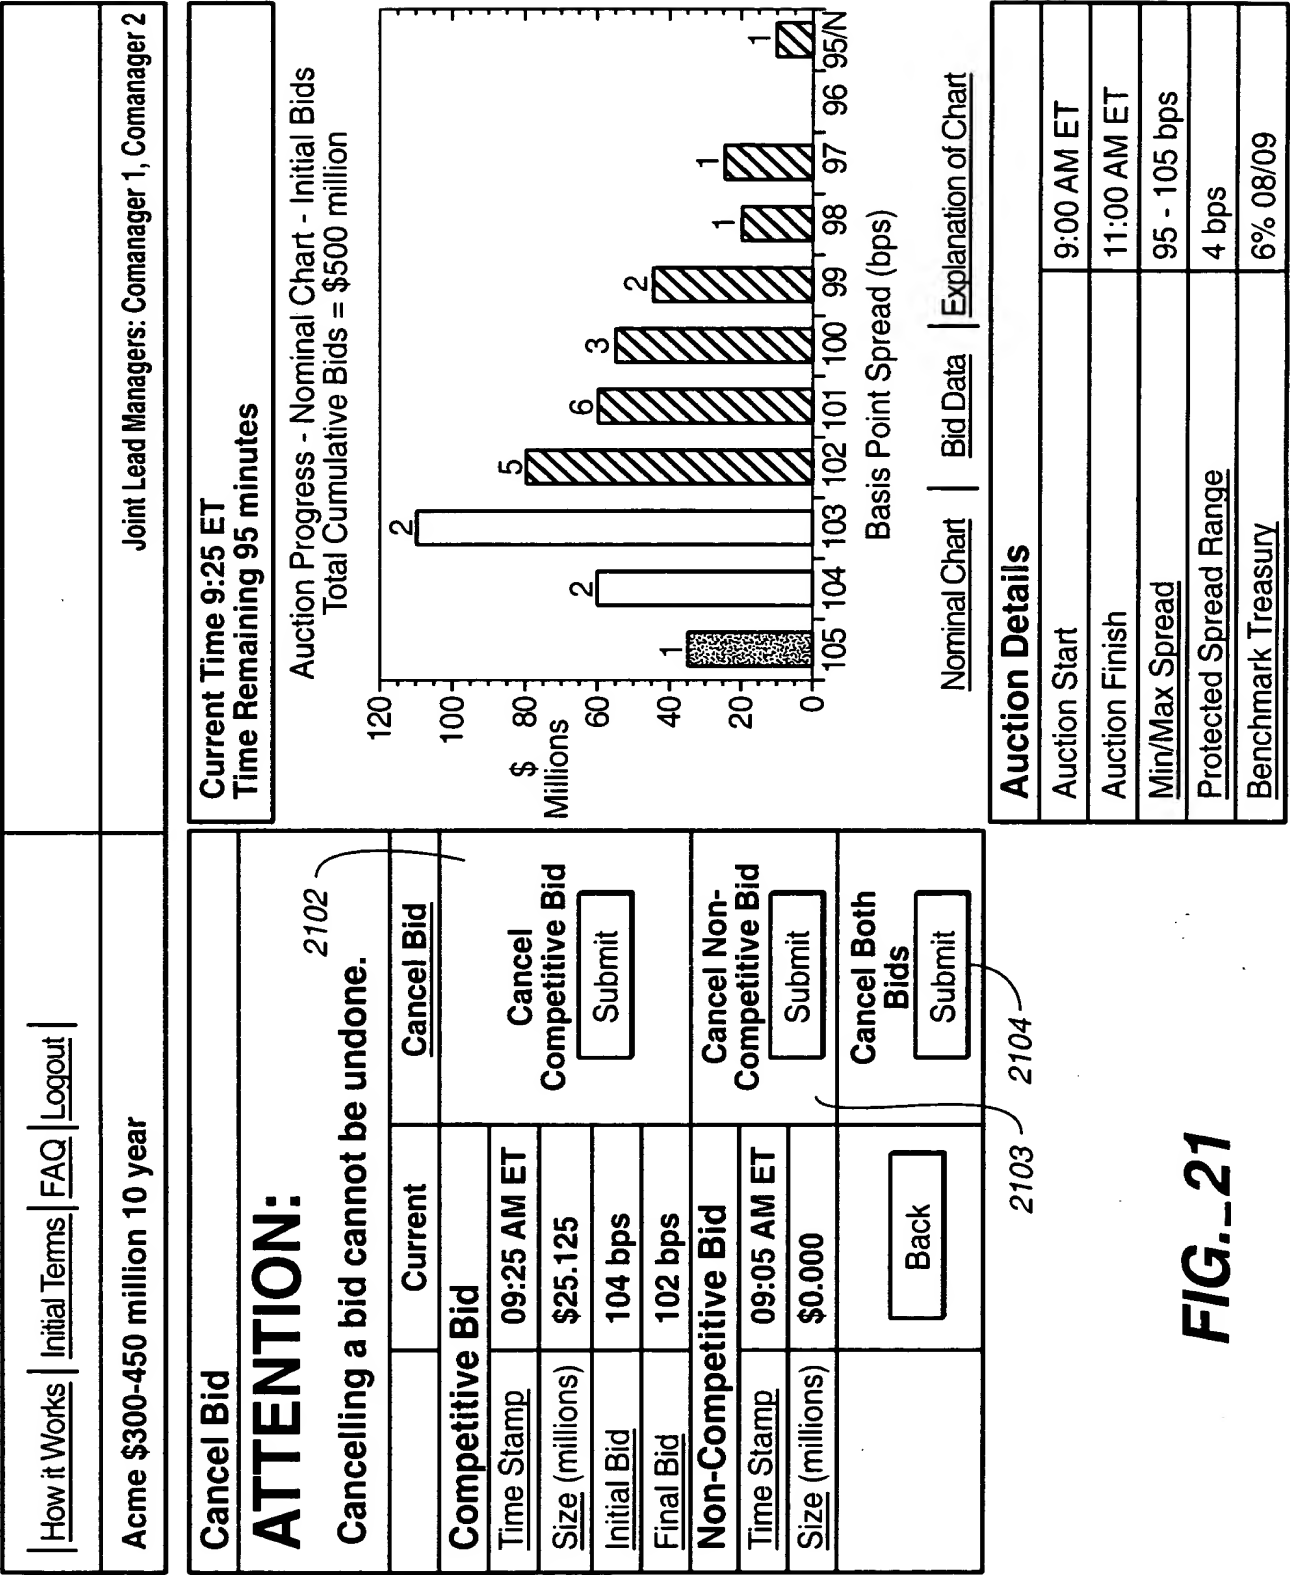 |How it Works| Initial Terms| FAQ |Logout|
Acme $300-450 million 10 year
Joint Lead Managers: Comanager 1, Comanager 2
Cancel Bid
ATTENTION:
Cancelling a bid cannot be undone.
2102
Current
Cancel Bid
Competitive Bid
Time Stamp 09:25 AM ET
Size (millions) $25.125
Initial Bid 104 bps
Final Bid 102 bps
Cancel
Competitive Bid
Submit
Non-Competitive Bid
Time Stamp 09:05 AM ET
Size (millions) $0.000
Cancel Non-
Competitive Bid
Submit
Back
Cancel Both
Bids
Submit
2103
2104
Current Time 9:25 ET
Time Remaining 95 minutes
Auction Progress - Nominal Chart - Initial Bids
Total Cumulative Bids = $500 million
120
100
80
60
40
20
0
$
Millions
1 2 2 5 6 3 2 1 1 1
105 104 103 102 101 100 99 98 97 96 95/N
Basis Point Spread (bps)
Nominal Chart | Bid Data | Explanation of Chart
Auction Details
Auction Start 9:00 AM ET
Auction Finish 11:00 AM ET
Min/Max Spread 95 - 105 bps
Protected Spread Range 4 bps
Benchmark Treasury 6% 08/09
FIG._21